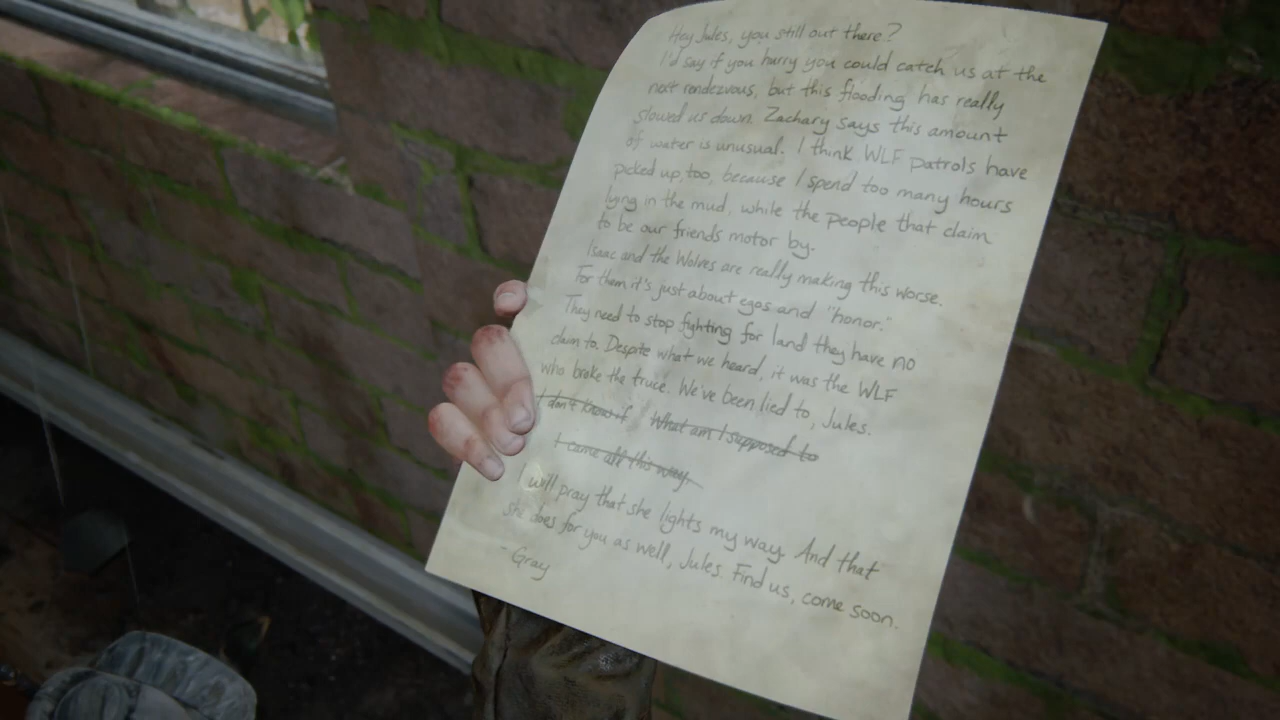 Hey Jules, you still out there?
I'd say if you hurry you could catch us at the
next rendezvous, but this flooding has really
slowed us down. Zachary says this amount
of water is unusual. I think WLF patrols have
picked up, too, because I spend too many hours
lying in the mud, while the people that claim
to be our friends motor by.
Isaac and the Wolves are really making this worse.
For them it's just about egos and "honor."
They need to stop fighting for land they have no
claim to. Despite what we heard, it was the WLF
who broke the truce. We've been lied to, Jules.
I don't know if What am I supposed to
I came all this way,
I will pray that she lights my way. And that
she does for you as well, Jules. Find us, come soon.
- Gray